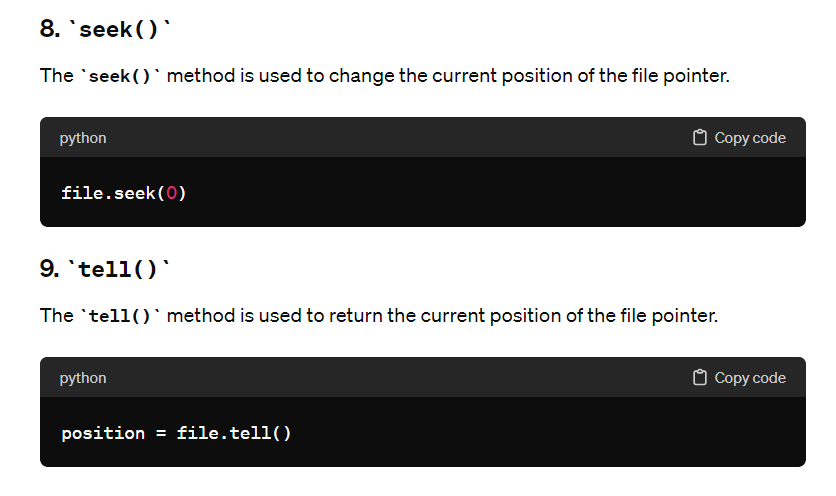 8. `seek()`
The `seek()` method is used to change the current position of the file pointer.
python
Copy code
file.seek(0)
9. `tell()`
The `tell()` method is used to return the current position of the file pointer.
python
Copy code
position = file.tell()